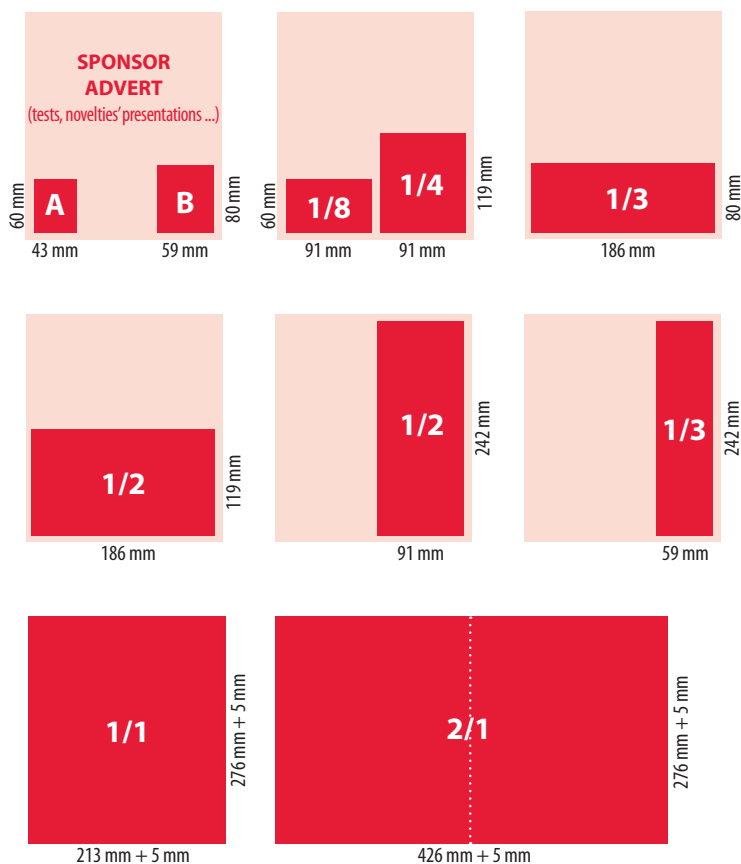 SPONSOR
ADVERT
(tests, novelties' presentations ...)
60 mm
A
B
80 mm
43 mm
59 mm
60 mm
1/8
1/4
119 mm
91 mm
91 mm
1/3
80 mm
186 mm
1/2
119 mm
186 mm
1/2
242 mm
91 mm
1/3
242 mm
59 mm
1/1
276 mm + 5 mm
213 mm + 5 mm
2/1
276 mm + 5 mm
426 mm + 5 mm